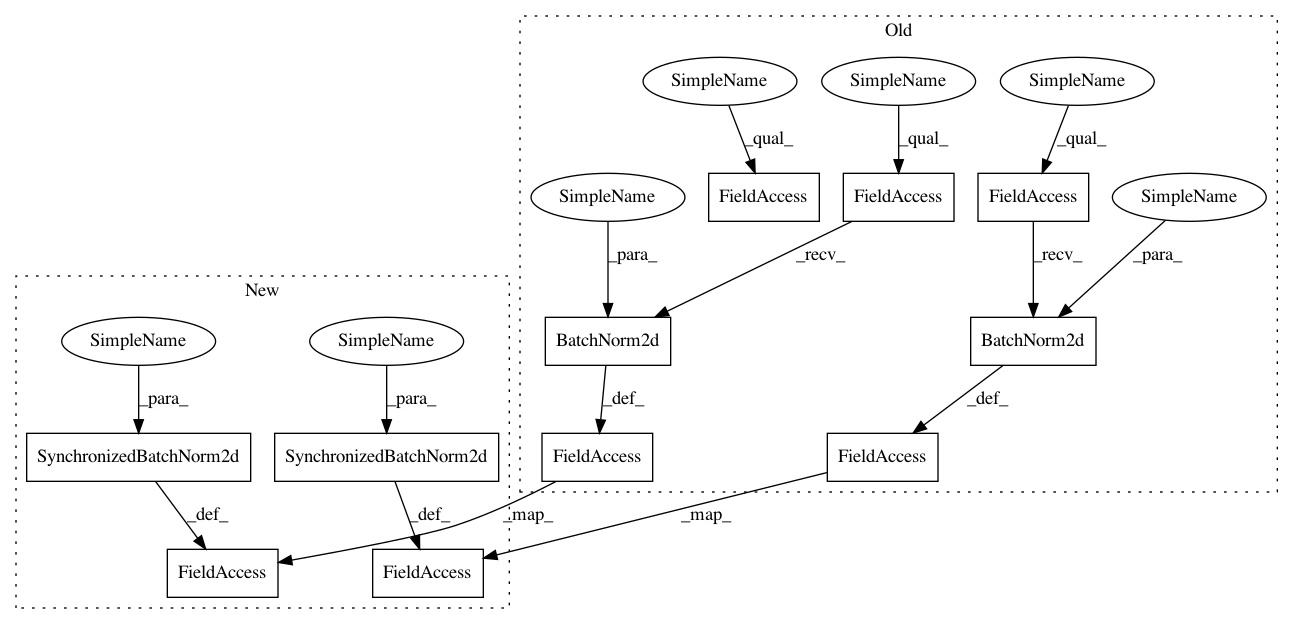 Old
SimpleName
SimpleName
SimpleName
_qual_
_qual_
_qual_
SimpleName
FieldAccess
FieldAccess
FieldAccess
SimpleName
_para_
_recv_
_recv_
_para_
New
SimpleName
SimpleName
BatchNorm2d
BatchNorm2d
_para_
_para_
_def_
_def_
SynchronizedBatchNorm2d
SynchronizedBatchNorm2d
FieldAccess
FieldAccess
_def_
_def_
_map_
_map_
FieldAccess
FieldAccess